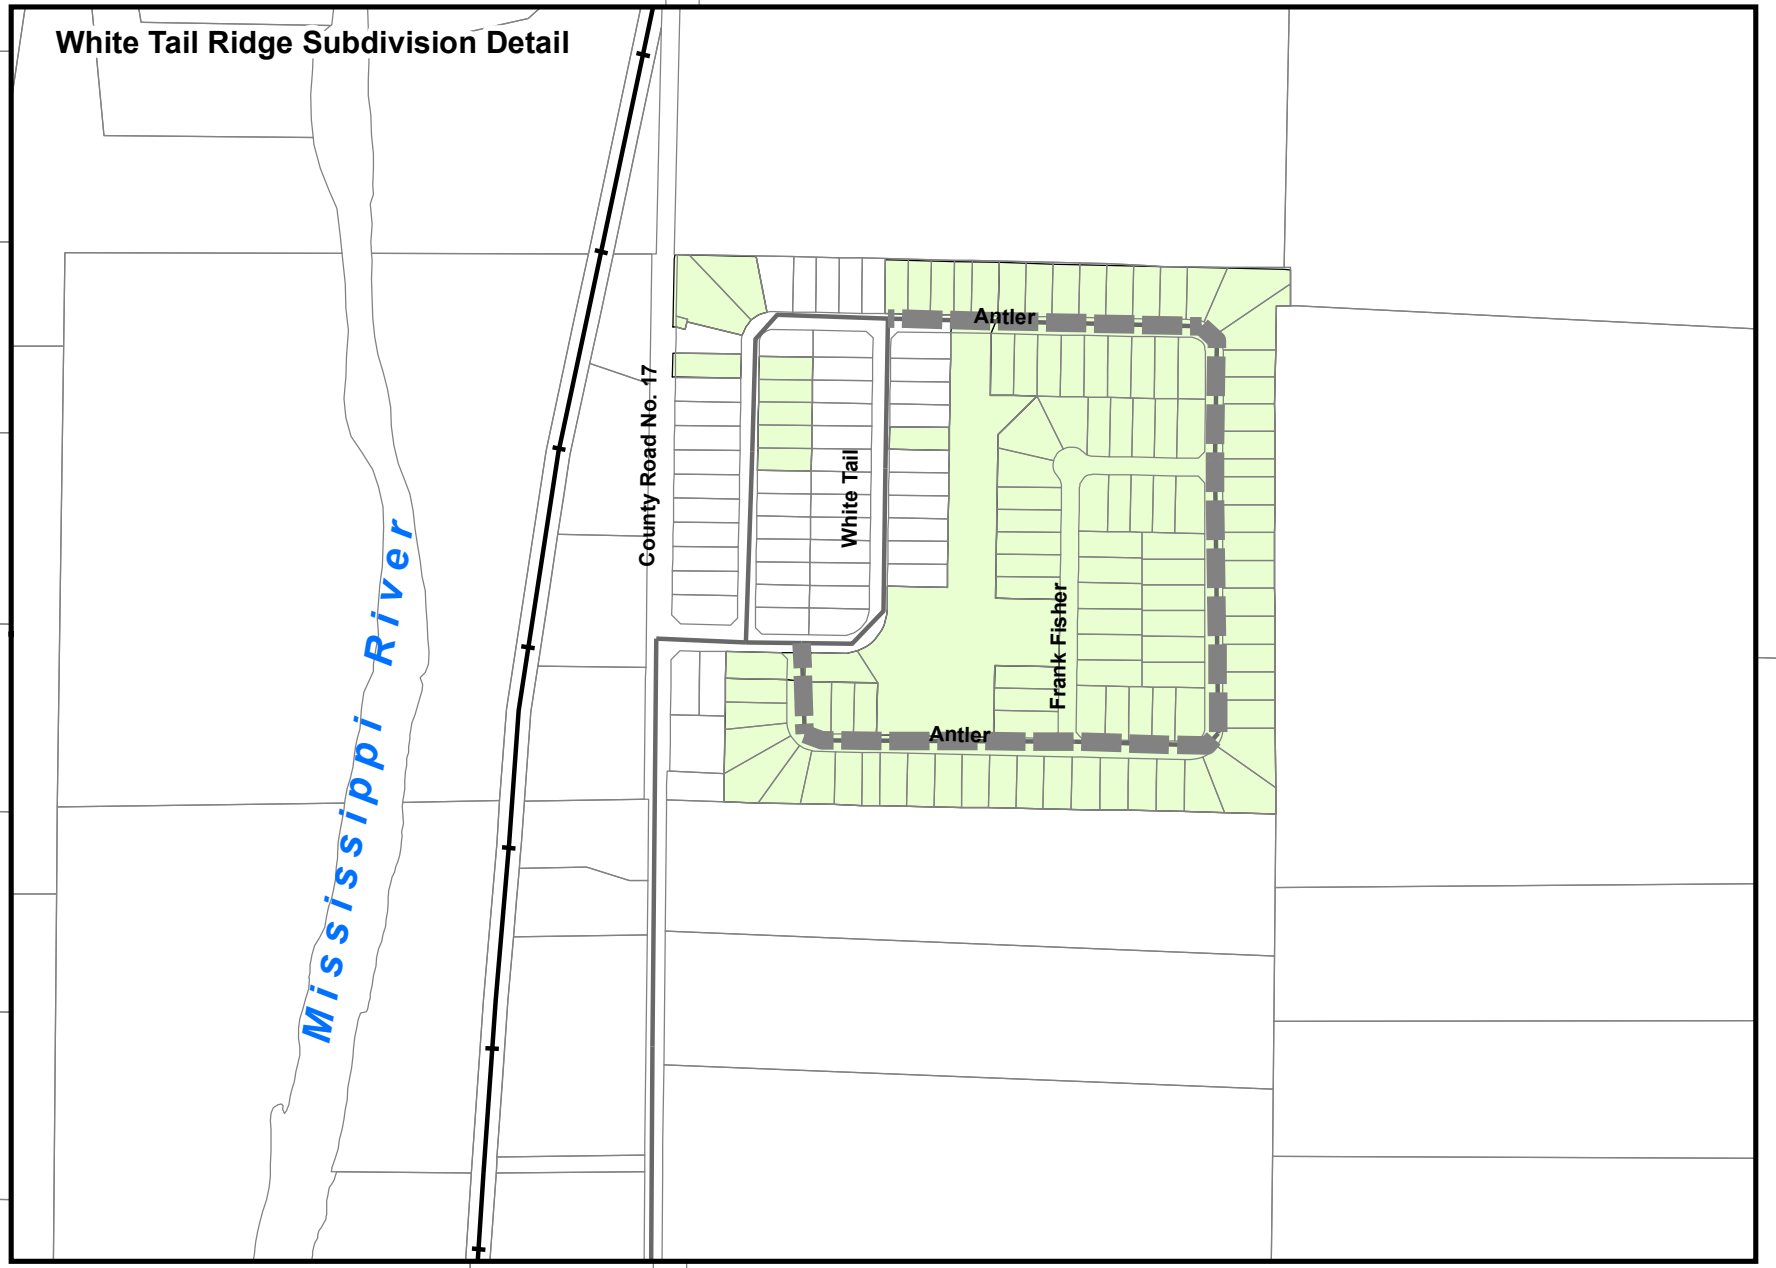 White Tail Ridge Subdivision Detail
Antler
County Road No. 17
White Tail
Mississippi River
Frank Fisher
Antler